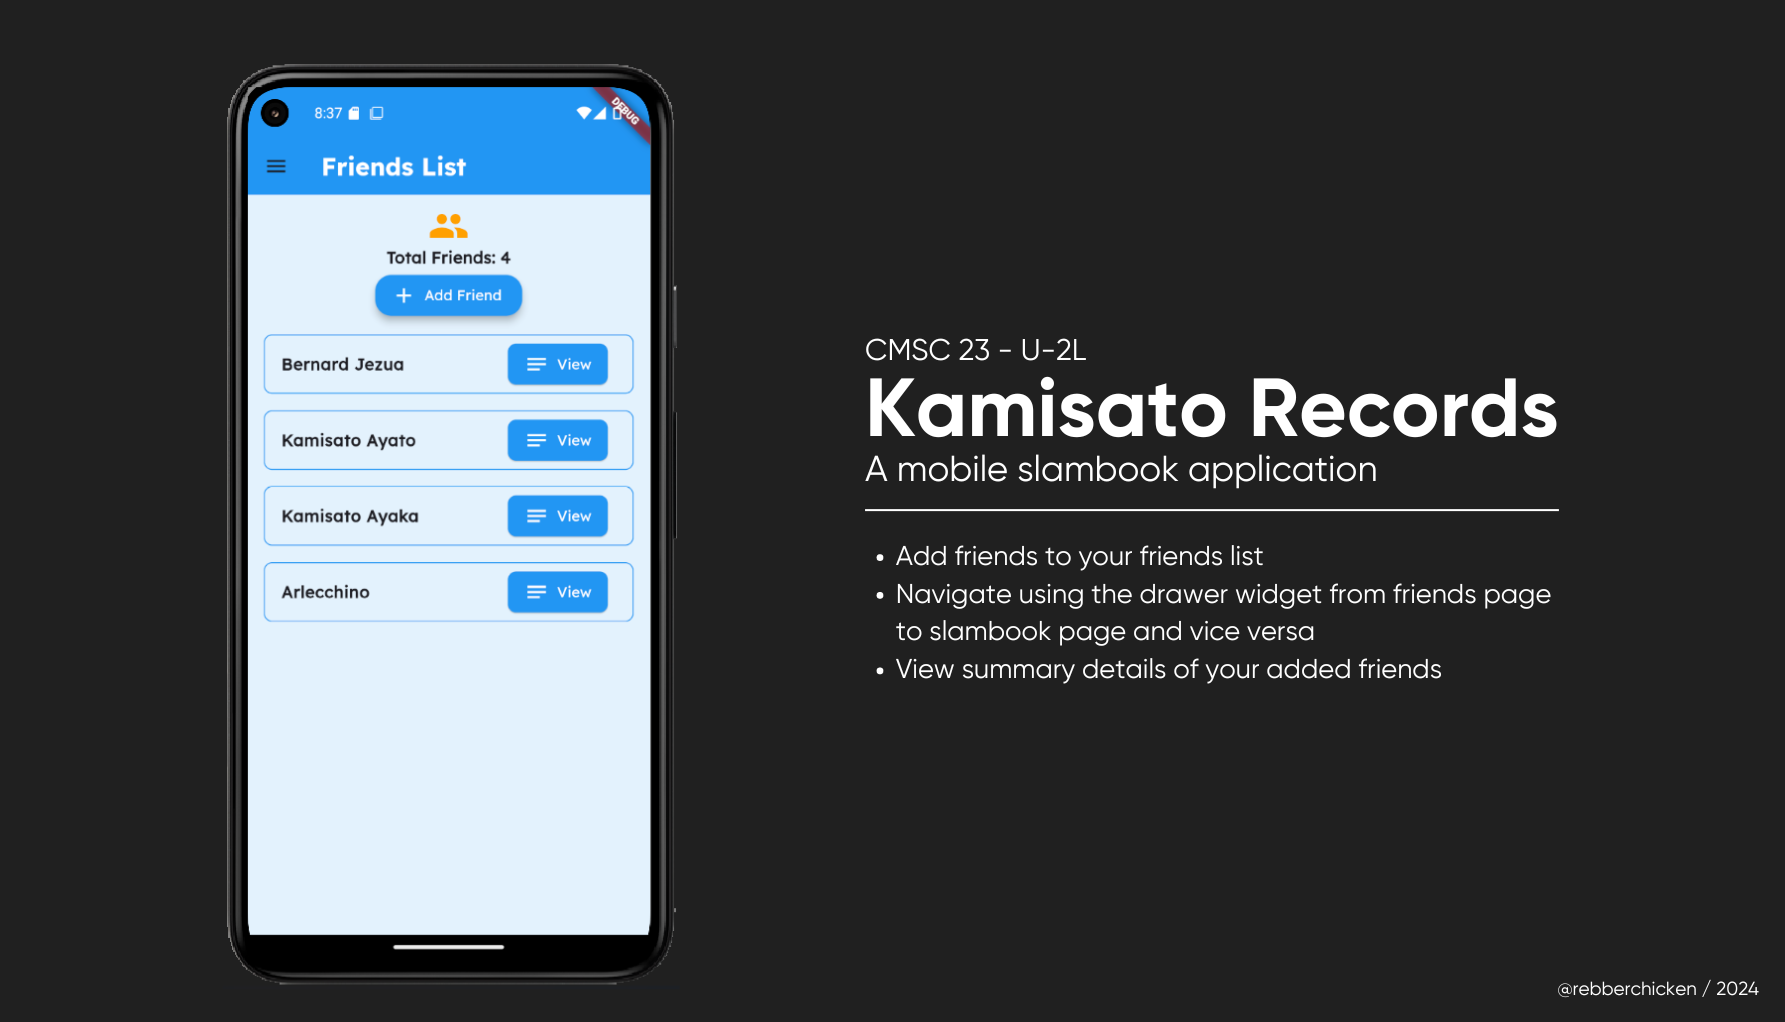 8:37
DEBUG
Friends List
Total Friends: 4
+ Add Friend
Bernard Jezua
View
Kamisato Ayato
View
Kamisato Ayaka
View
Arlecchino
View
CMSC 23 - U-2L
Kamisato Records
A mobile slambook application
• Add friends to your friends list
• Navigate using the drawer widget from friends page
to slambook page and vice versa
• View summary details of your added friends
@rebberchicken / 2024